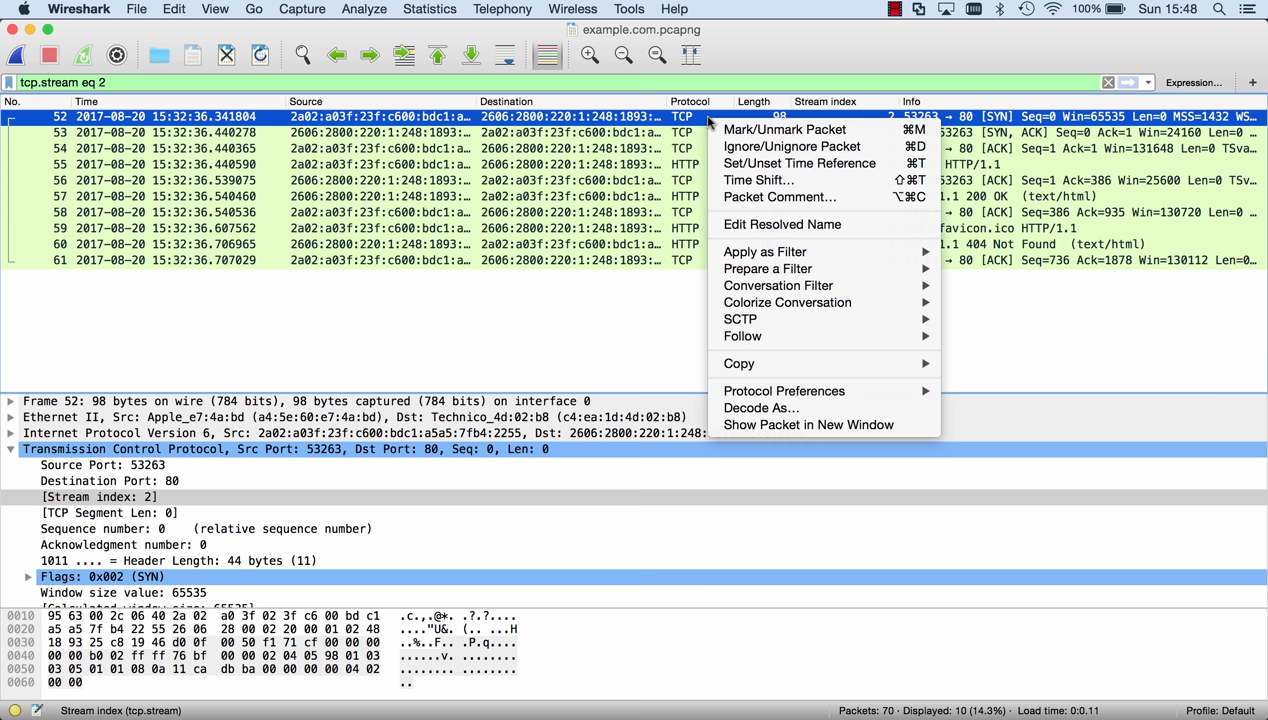 Wireshark File Edit View Go Capture Analyze Statistics Telephony Wireless Tools Help 100% Sun 15:48
example.com.pcapng
tcp.stream eq 2 Expression... +
No. Time Source Destination Protocol Length Stream index Info
52 2017-08-20 15:32:36.341804 2a02:a03f:23f:c600:bdc1:a… 2606:2800:220:1:248:1893:… TCP 98 2 53263 → 80 [SYN] Seq=0 Win=65535 Len=0 MSS=1432 WS…
53 2017-08-20 15:32:36.440278 2606:2800:220:1:248:1893:… 2a02:a03f:23f:c600:bdc1:a… TCP 53263 [SYN, ACK] Seq=0 Ack=1 Win=24160 Len=0 …
54 2017-08-20 15:32:36.440365 2a02:a03f:23f:c600:bdc1:a… 2606:2800:220:1:248:1893:… TCP → 80 [ACK] Seq=1 Ack=1 Win=131648 Len=0 TSva…
55 2017-08-20 15:32:36.440590 2a02:a03f:23f:c600:bdc1:a… 2606:2800:220:1:248:1893:… HTTP HTTP/1.1
56 2017-08-20 15:32:36.539075 2606:2800:220:1:248:1893:… 2a02:a03f:23f:c600:bdc1:a… TCP 53263 [ACK] Seq=1 Ack=386 Win=25600 Len=0 TSv…
57 2017-08-20 15:32:36.540460 2606:2800:220:1:248:1893:… 2a02:a03f:23f:c600:bdc1:a… HTTP 1.1 200 OK (text/html)
58 2017-08-20 15:32:36.540536 2a02:a03f:23f:c600:bdc1:a… 2606:2800:220:1:248:1893:… TCP → 80 [ACK] Seq=386 Ack=935 Win=130720 Len=0 …
59 2017-08-20 15:32:36.607562 2a02:a03f:23f:c600:bdc1:a… 2606:2800:220:1:248:1893:… HTTP favicon.ico HTTP/1.1
60 2017-08-20 15:32:36.706965 2606:2800:220:1:248:1893:… 2a02:a03f:23f:c600:bdc1:a… HTTP 1.1 404 Not Found (text/html)
61 2017-08-20 15:32:36.707029 2a02:a03f:23f:c600:bdc1:a… 2606:2800:220:1:248:1893:… TCP → 80 [ACK] Seq=736 Ack=1878 Win=130112 Len=0…
Mark/Unmark Packet ⌘M
Ignore/Unignore Packet ⌘D
Set/Unset Time Reference ⌘T
Time Shift... ⇧⌘T
Packet Comment... ⌥⌘C
Edit Resolved Name
Apply as Filter
Prepare a Filter
Conversation Filter
Colorize Conversation
SCTP
Follow
Copy
Protocol Preferences
Decode As...
Show Packet in New Window
Frame 52: 98 bytes on wire (784 bits), 98 bytes captured (784 bits) on interface 0
Ethernet II, Src: Apple_e7:4a:bd (a4:5e:60:e7:4a:bd), Dst: Technico_4d:02:b8 (c4:ea:1d:4d:02:b8)
Internet Protocol Version 6, Src: 2a02:a03f:23f:c600:bdc1:a5a5:7fb4:2255, Dst: 2606:2800:220:1:248:
Transmission Control Protocol, Src Port: 53263, Dst Port: 80, Seq: 0, Len: 0
Source Port: 53263
Destination Port: 80
[Stream index: 2]
[TCP Segment Len: 0]
Sequence number: 0 (relative sequence number)
Acknowledgment number: 0
1011 .... = Header Length: 44 bytes (11)
Flags: 0x002 (SYN)
Window size value: 65535
[Calculated window size: 65535]
0010 95 63 00 2c 06 40 2a 02 a0 3f 02 3f c6 00 bd c1 .c.,.@*. .?.?....
0020 a5 a5 7f b4 22 55 26 06 28 00 02 20 00 01 02 48 ...."U&. (.. ...H
0030 18 93 25 c8 19 46 d0 0f 00 50 f1 71 cf 00 00 00 ..%..F.. .P.q....
0040 00 00 b0 02 ff ff 76 bf 00 00 02 04 05 98 01 03 ......v. ........
0050 03 05 01 01 08 0a 11 ca db ba 00 00 00 00 04 02 ........ ........
0060 00 00 ..
Stream index (tcp.stream) Packets: 70 · Displayed: 10 (14.3%) · Load time: 0:0.11 Profile: Default